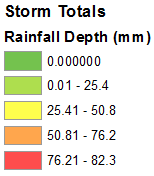 Storm Totals
Rainfall Depth (mm)
0.000000
0.01 - 25.4
25.41 - 50.8
50.81 - 76.2
76.21 - 82.3